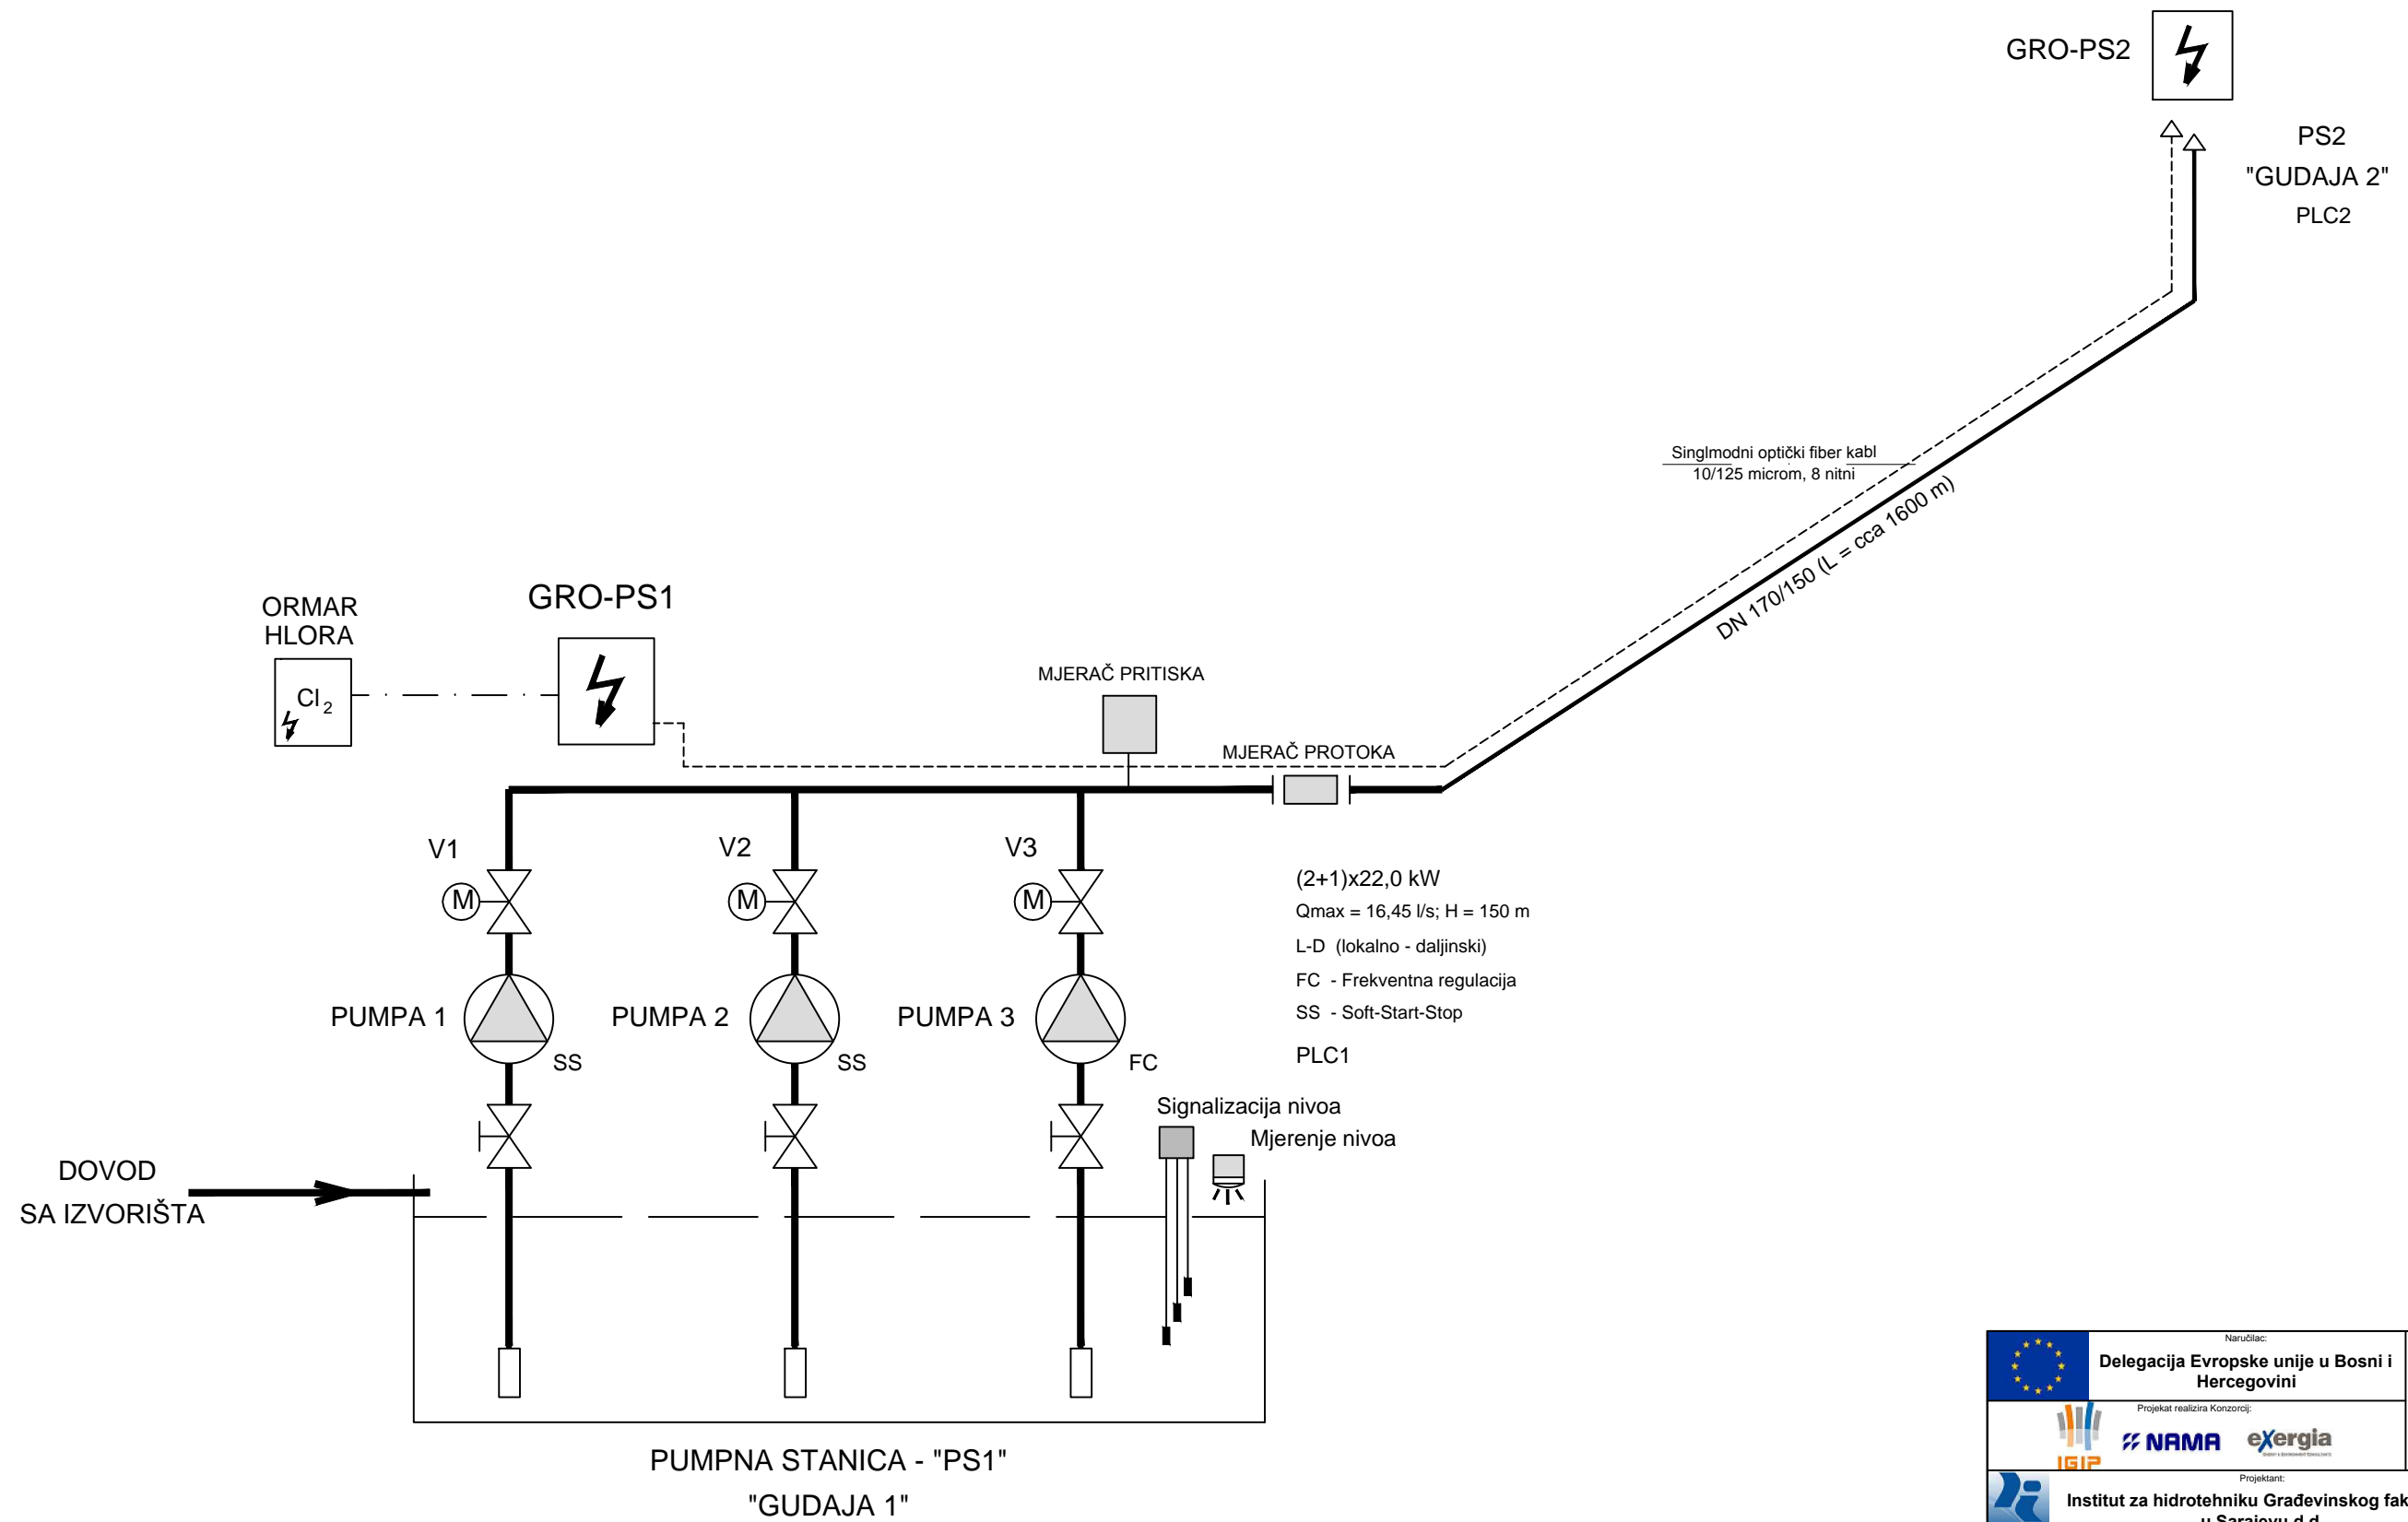 GRO-PS2
PS2
"GUDAJA 2"
PLC2
Singlmodni optički fiber kabl
10/125 microm, 8 nitni
DN 170/150 (L = cca 1600 m)
ORMAR
HLORA
Cl2
GRO-PS1
MJERAČ PRITISKA
MJERAČ PROTOKA
V1
V2
V3
M
M
M
(2+1)x22,0 kW
Qmax = 16,45 l/s; H = 150 m
L-D (lokalno - daljinski)
FC - Frekventna regulacija
SS - Soft-Start-Stop
PLC1
PUMPA 1
SS
PUMPA 2
SS
PUMPA 3
FC
Signalizacija nivoa
Mjerenje nivoa
DOVOD
SA IZVORIŠTA
PUMPNA STANICA - "PS1"
"GUDAJA 1"
Naručilac:
Delegacija Evropske unije u Bosni i
Hercegovini
Projekat realizira Konzorcij:
IGIP
NAMA
exergia
Projektant:
Institut za hidrotehniku Građevinskog fak
u Sarajevu d.d.